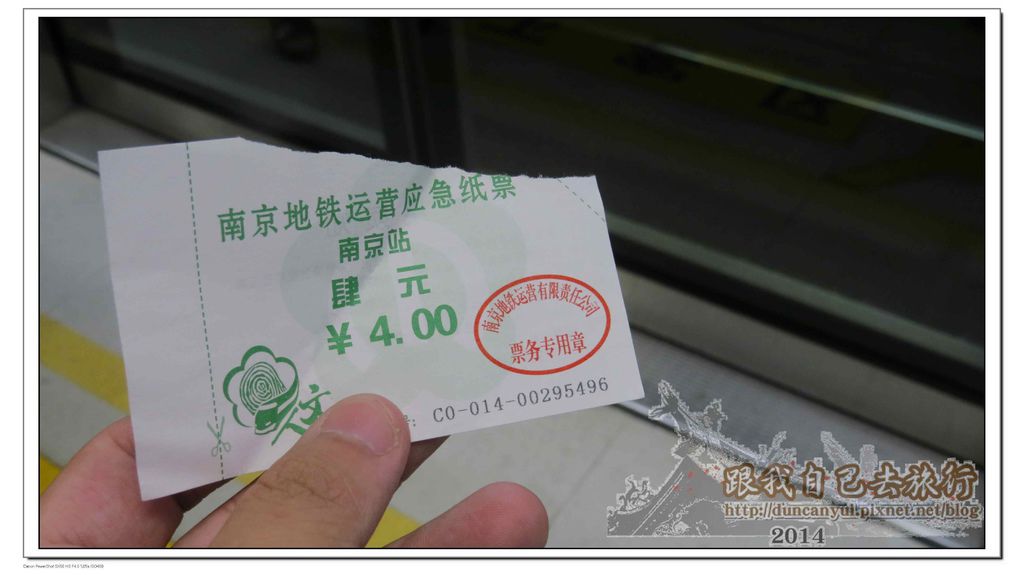 南京地铁运营应急纸票
南京站
肆 元
¥ 4.00
南京地铁运营有限责任公司
票务专用章
号: C0-014-00295496
跟我自己去旅行
http://duncanyui.pixnet.net/blog
2014